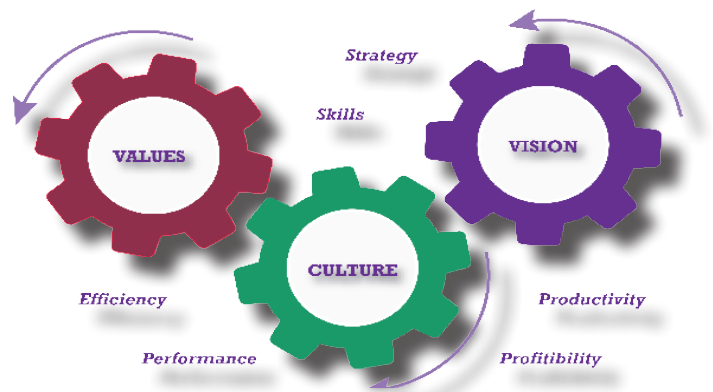 Strategy
Skills
VALUES
VISION
CULTURE
Efficiency
Productivity
Performance
Profitibility